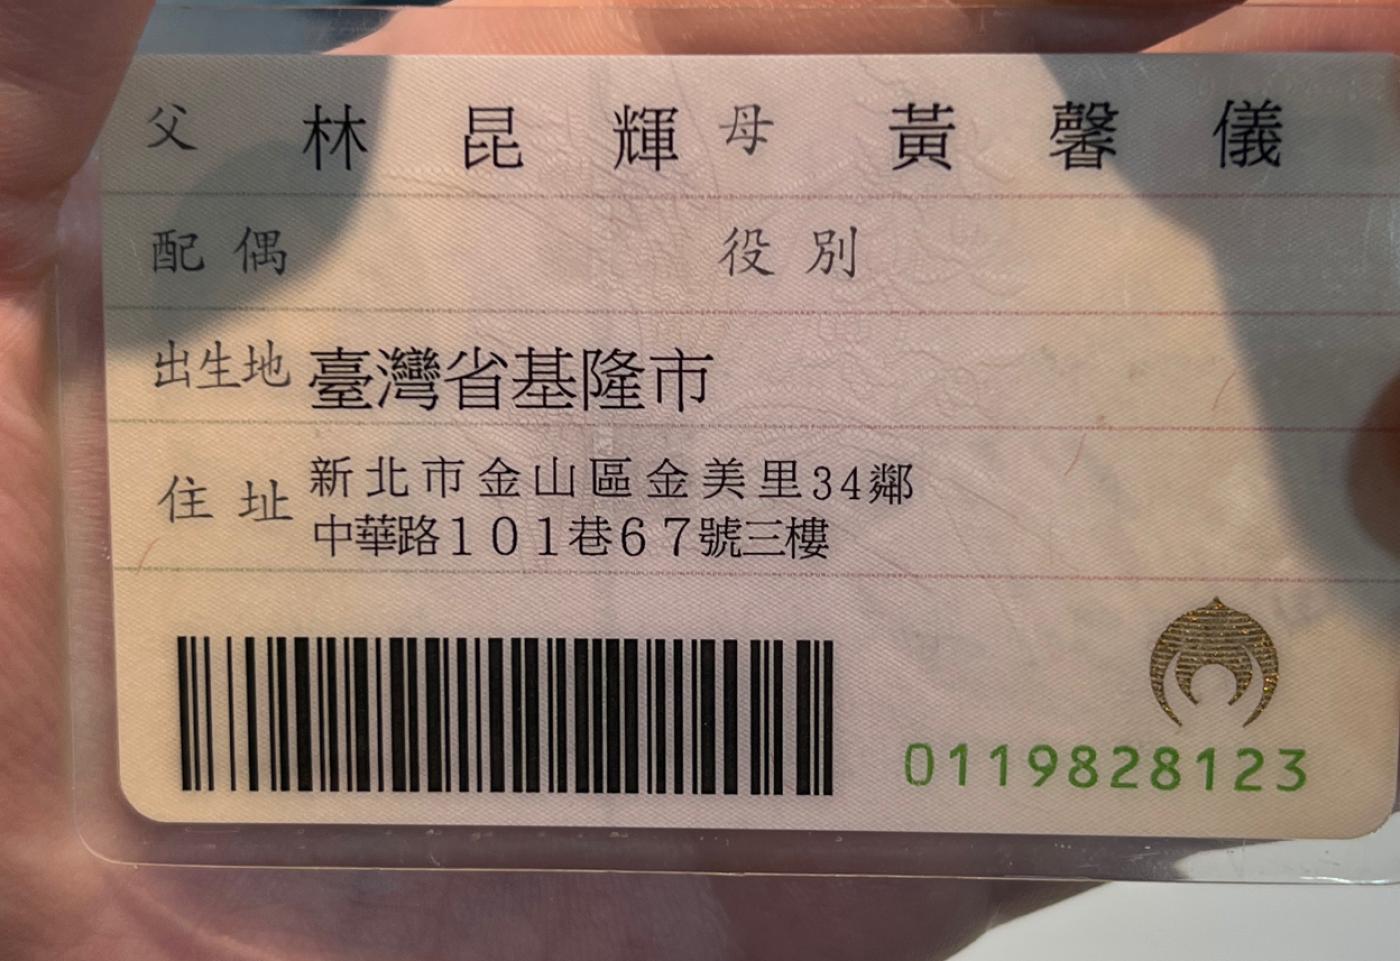 父 林昆輝 母 黃馨儀
配偶 役別
出生地 臺灣省基隆市
住址 新北市金山區金美里34鄰
中華路101巷67號三樓
0119828123